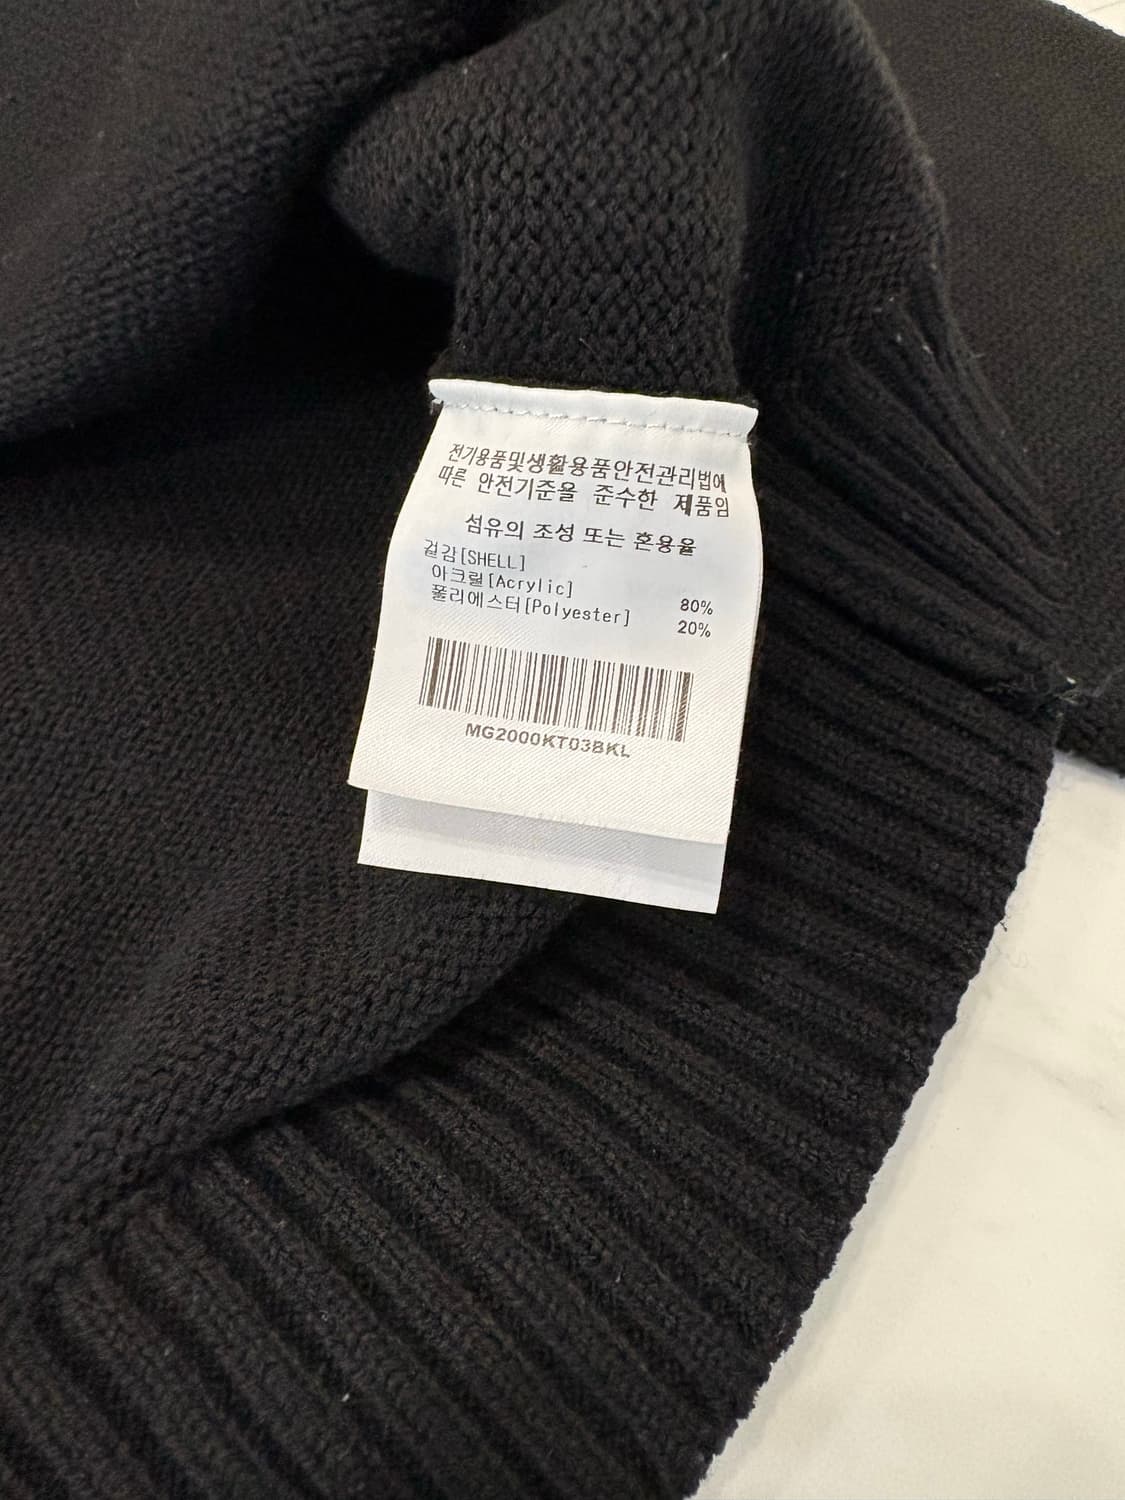 전기용품및생활용품안전관리법에
따른 안전기준을 준수한 제품임
섬유의 조성 또는 혼용율
겉감[SHELL]
아크릴[Acrylic] 80%
폴리에스터[Polyester] 20%
MG2000KT03BKL